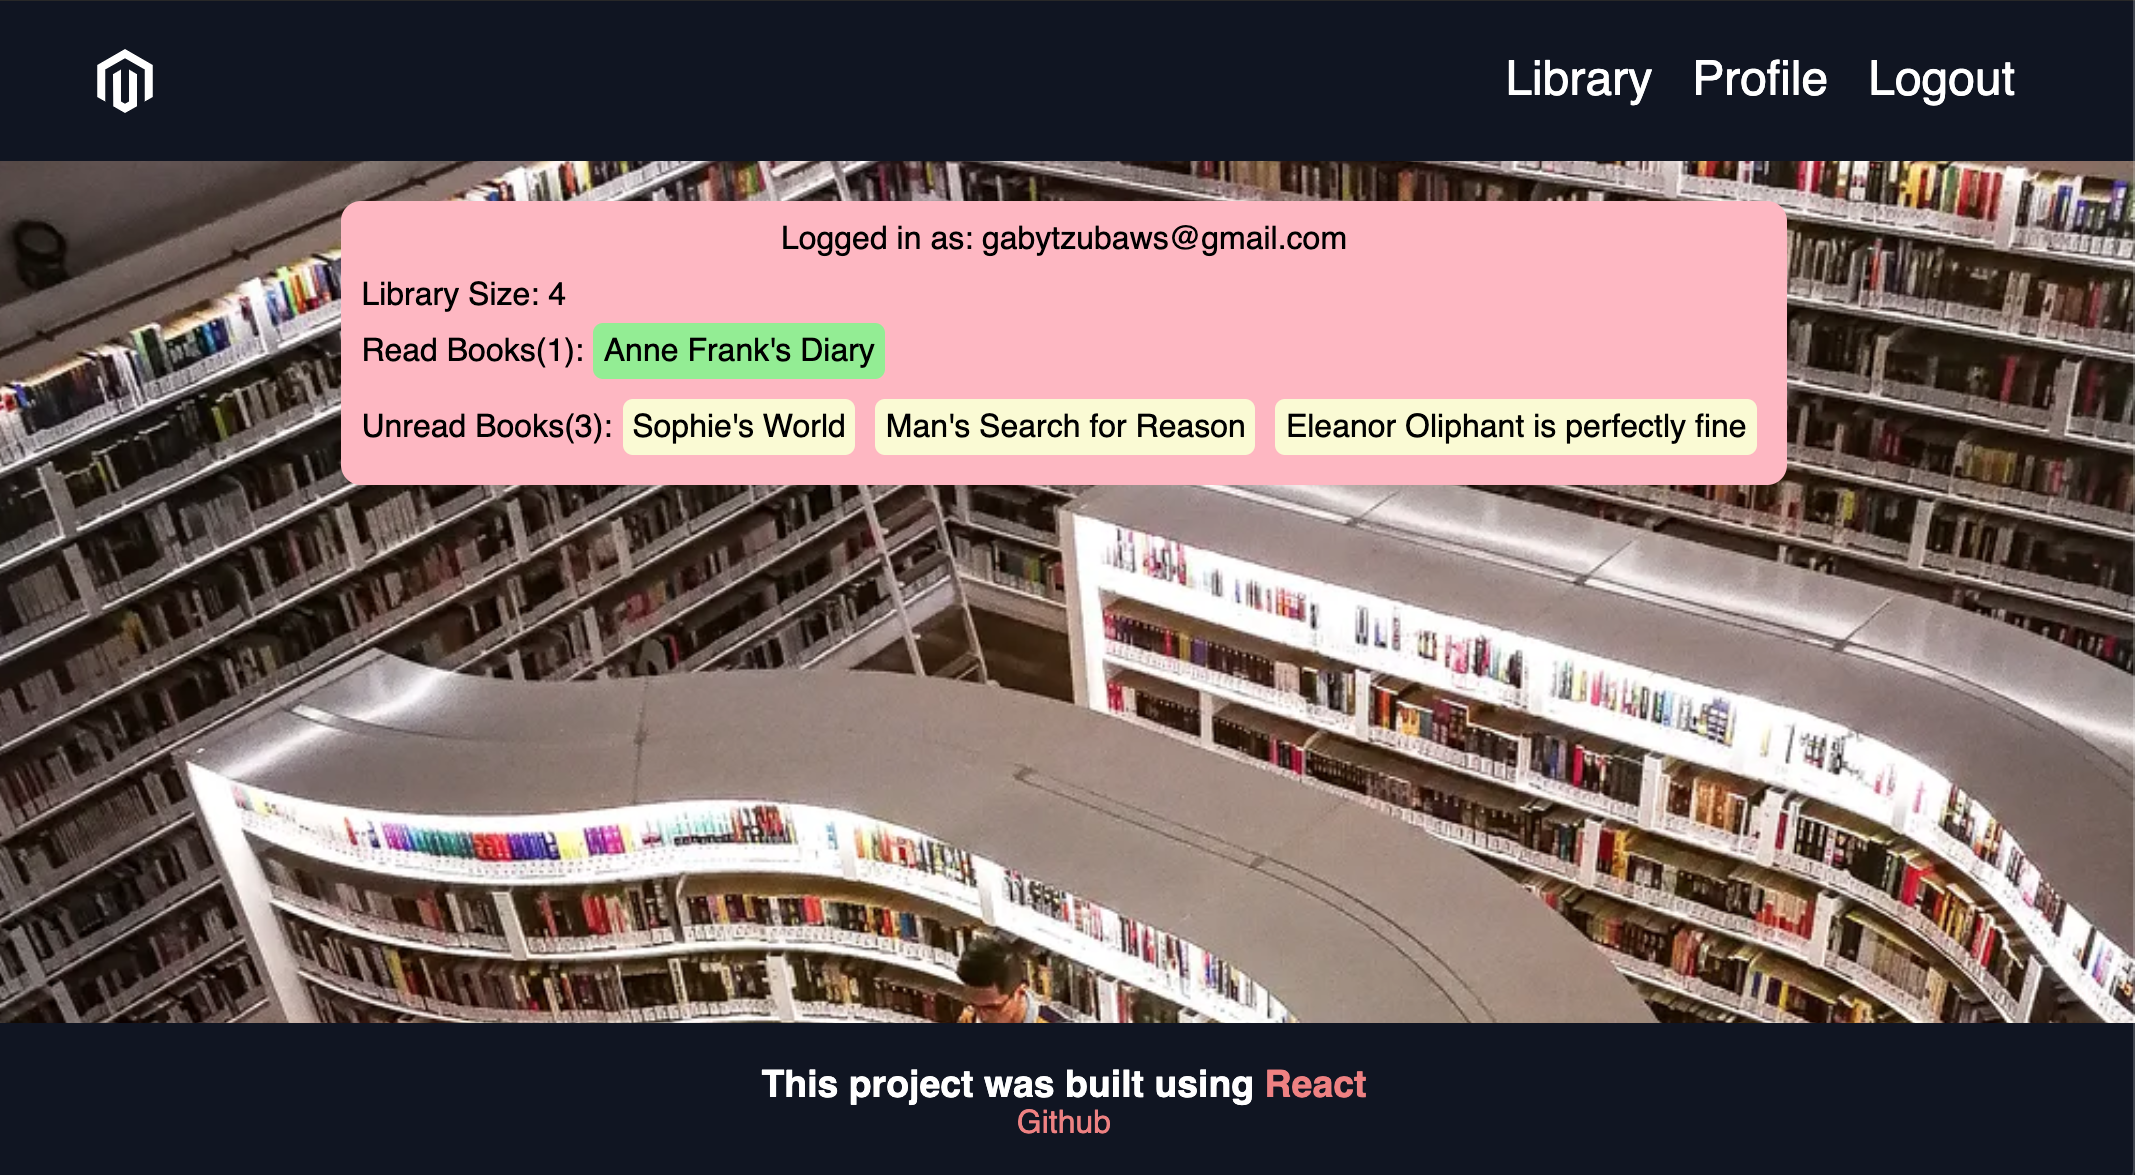 Library Profile Logout
Logged in as: gabytzubaws@gmail.com
Library Size: 4
Read Books(1): Anne Frank's Diary
Unread Books(3): Sophie's World Man's Search for Reason Eleanor Oliphant is perfectly fine
This project was built using React
Github